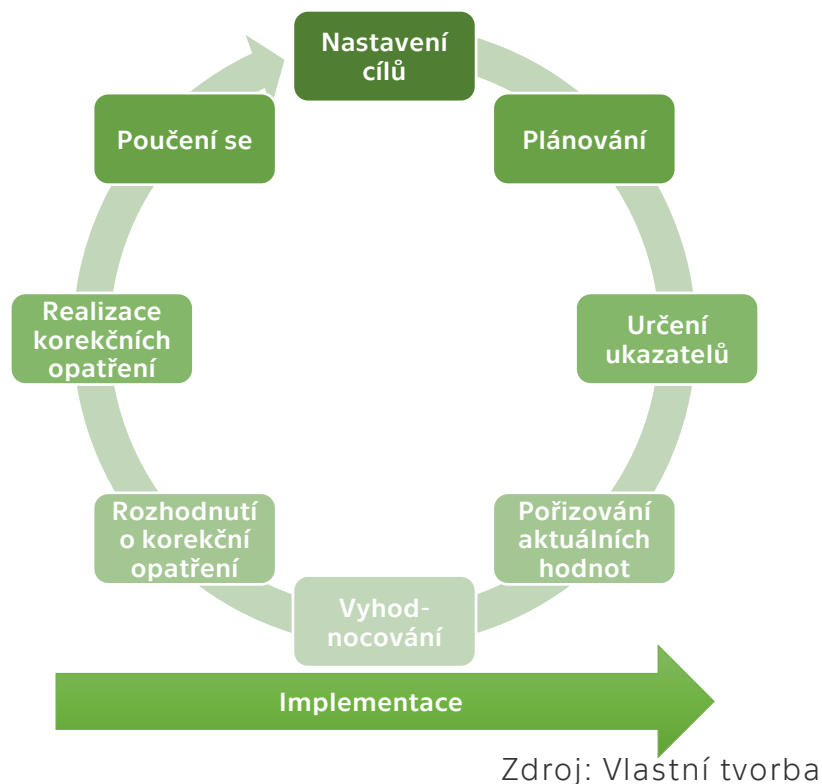 Nastavení
cílů
Plánování
Určení
ukazatelů
Pořizování
aktuálních
hodnot
Vyhod-
nocování
Rozhodnutí
o korekční
opatření
Realizace
korekčních
opatření
Poučení se
Implementace
Zdroj: Vlastní tvorba